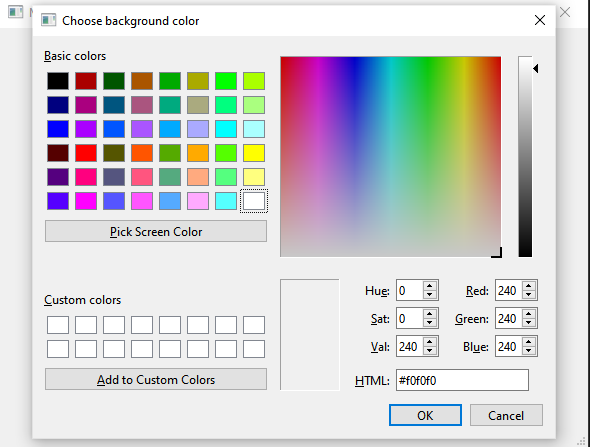 Choose background color
Basic colors
Pick Screen Color
Custom colors
Add to Custom Colors
Hue: 0
Red: 240
Sat: 0
Green: 240
Val: 240
Blue: 240
HTML: #f0f0f0
OK
Cancel